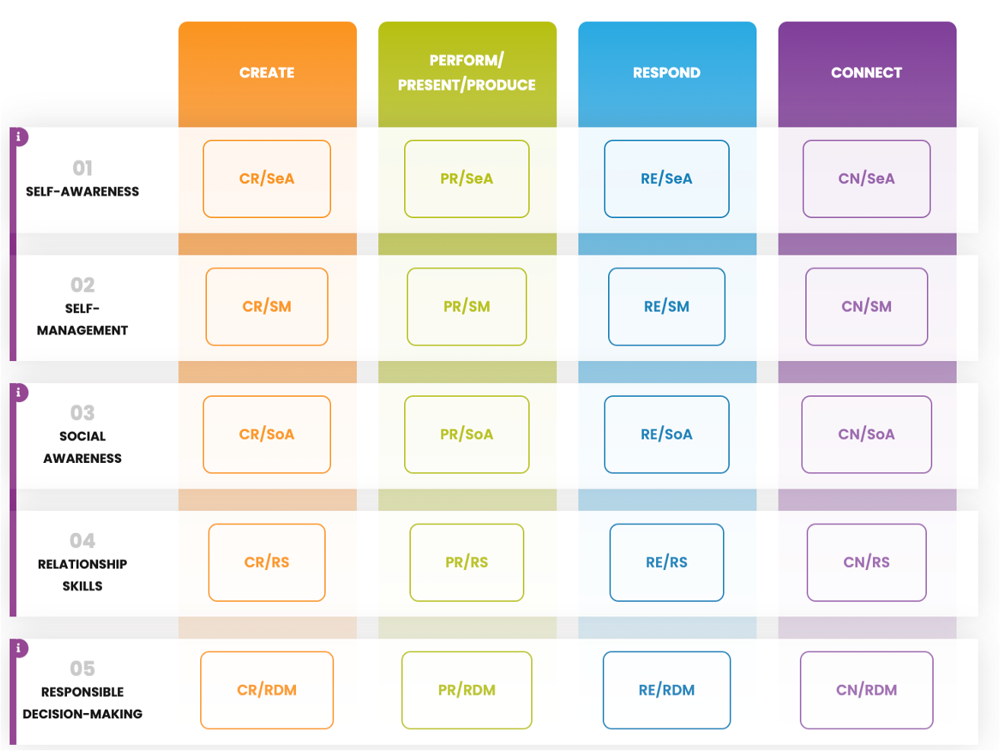 CREATE
PERFORM/
PRESENT/PRODUCE
RESPOND
CONNECT
i
01
SELF-AWARENESS
CR/SeA
PR/SeA
RE/SeA
CN/SeA
02
SELF-
MANAGEMENT
CR/SM
PR/SM
RE/SM
CN/SM
i
03
SOCIAL
AWARENESS
CR/SoA
PR/SoA
RE/SoA
CN/SoA
04
RELATIONSHIP
SKILLS
CR/RS
PR/RS
RE/RS
CN/RS
i
05
RESPONSIBLE
DECISION-MAKING
CR/RDM
PR/RDM
RE/RDM
CN/RDM